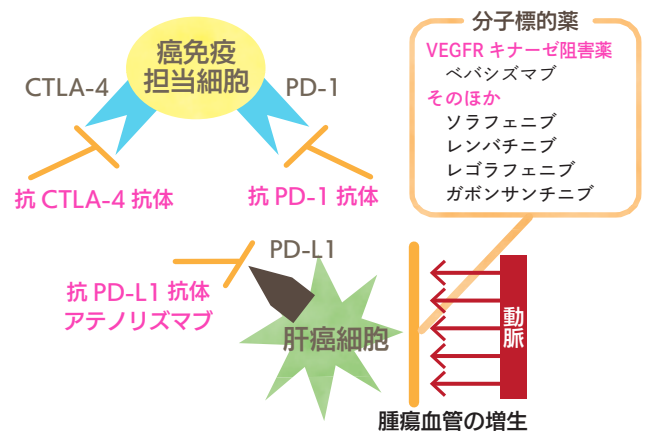 分子標的薬
VEGFR キナーゼ阻害薬
ベバシズマブ
そのほか
ソラフェニブ
レンバチニブ
レゴラフェニブ
ガボンサンチニブ
癌免疫
担当細胞
CTLA-4
PD-1
抗 CTLA-4 抗体
抗 PD-1 抗体
PD-L1
抗 PD-L1 抗体
アテノリズマブ
肝癌細胞
動脈
腫瘍血管の増生